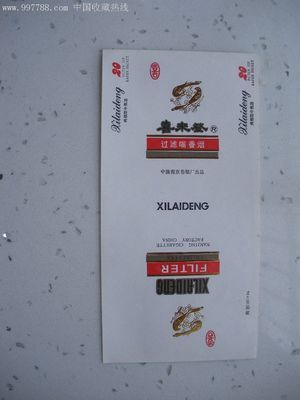 www.997788.com 中国收藏热线
20
Xilaideng
喜来登
过滤嘴香烟
中国南京卷烟厂出品
XILAIDENG
NANJING CIGARETTE
FACTORY CHINA
FILTER
XILAIDENG
20
Xilaideng